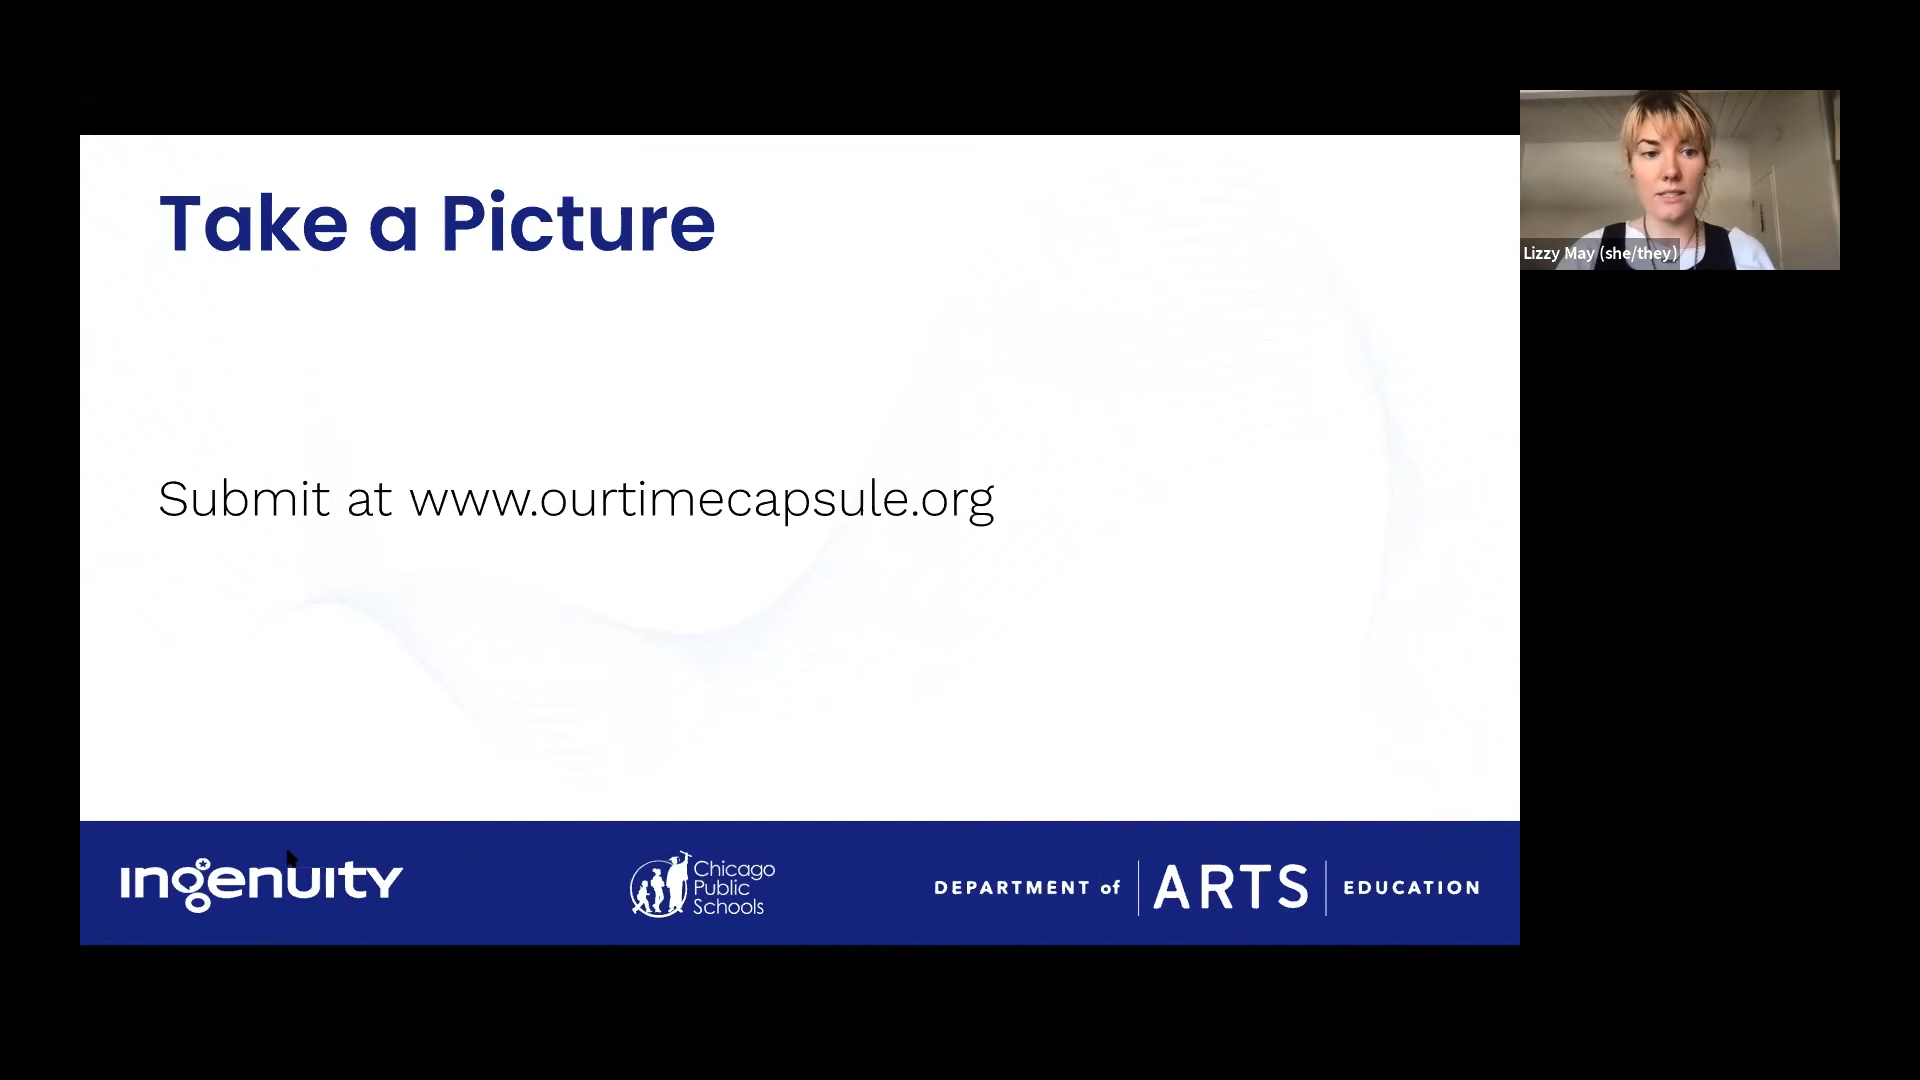 Take a Picture
Submit at www.ourtimecapsule.org
Lizzy May (she/they)
ingenuity
Chicago
Public
Schools
DEPARTMENT of ARTS EDUCATION